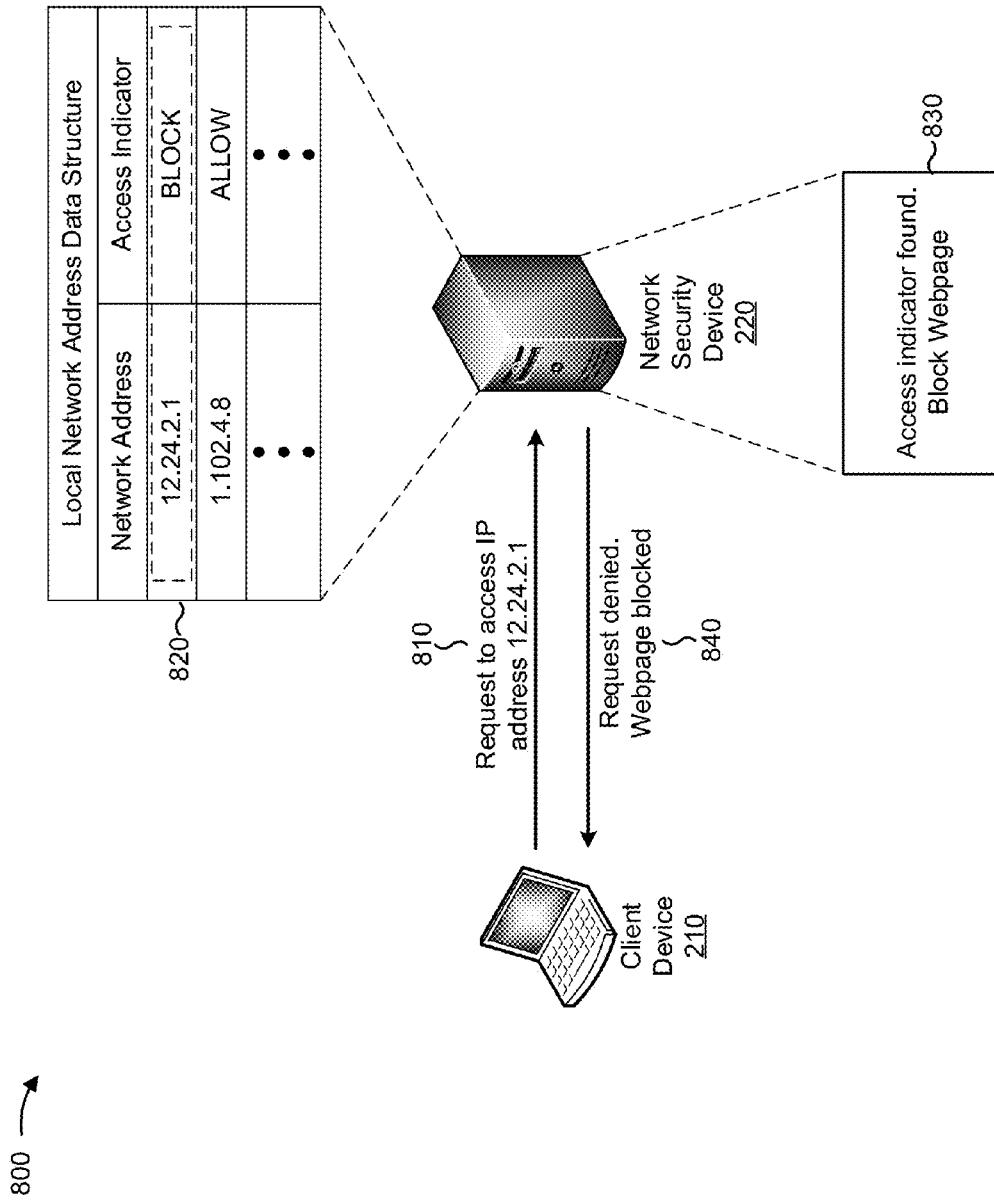 800
Local Network Address Data Structure
Network Address
Access Indicator
12.24.2.1
BLOCK
1.102.4.8
ALLOW
820
810
Request to access IP
address 12.24.2.1
Request denied.
Webpage blocked
840
Client
Device
210
Network
Security
Device
220
Access indicator found.
Block Webpage
830